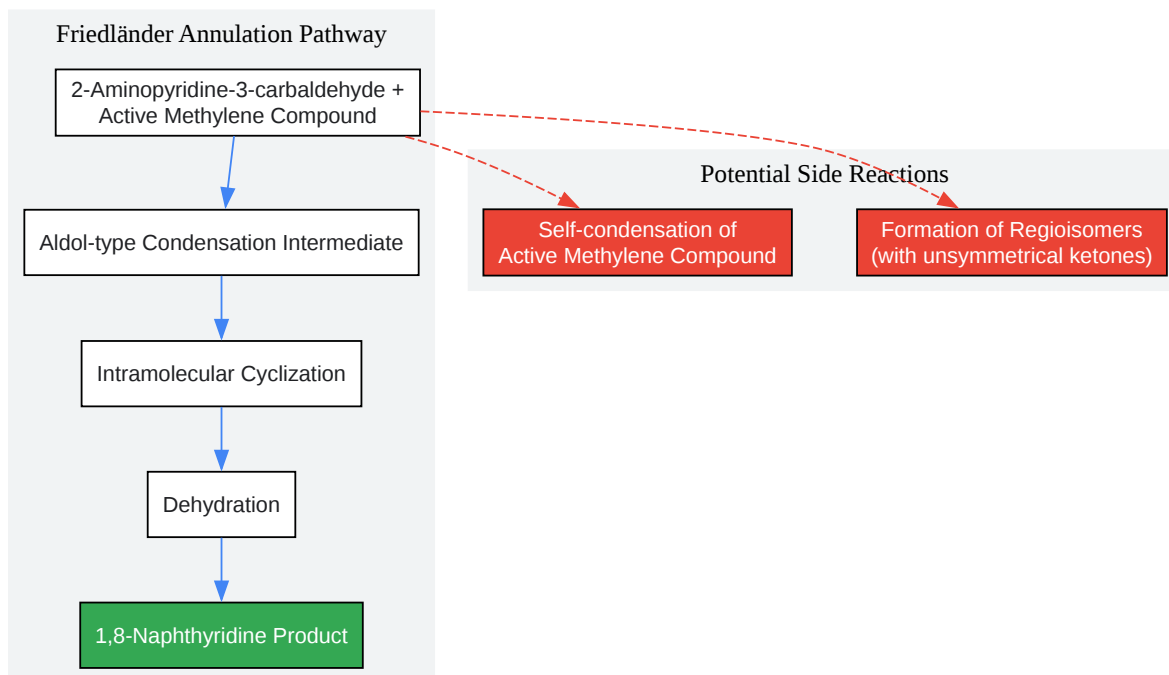 Friedländer Annulation Pathway
2-Aminopyridine-3-carbaldehyde +
Active Methylene Compound
Potential Side Reactions
Aldol-type Condensation Intermediate
Self-condensation of
Active Methylene Compound
Formation of Regioisomers
(with unsymmetrical ketones)
Intramolecular Cyclization
Dehydration
1,8-Naphthyridine Product